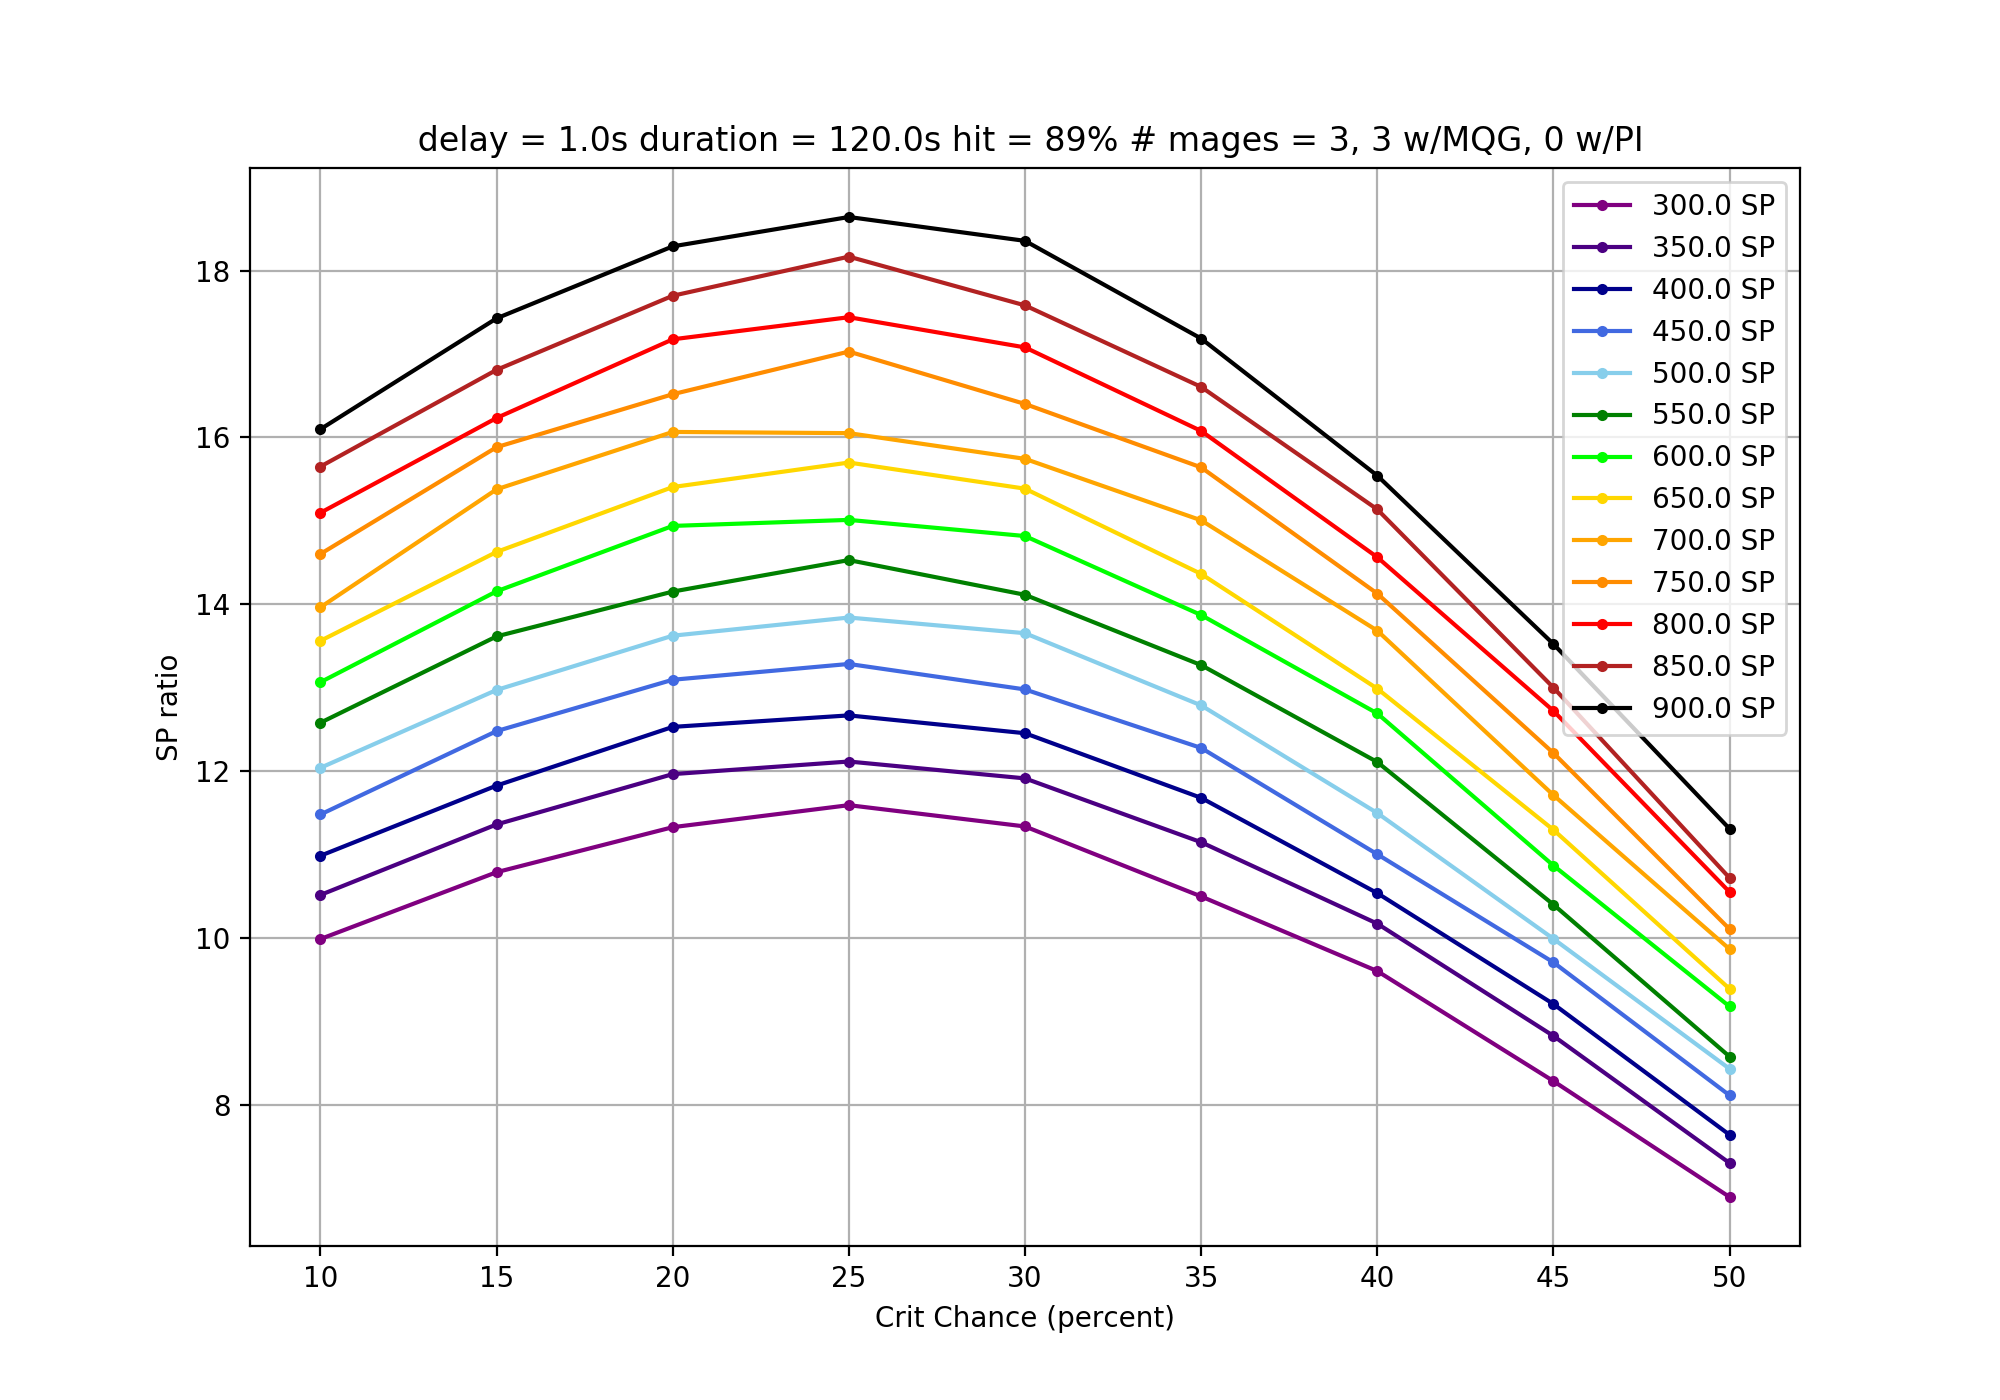 delay = 1.0s duration = 120.0s hit = 89% # mages = 3, 3 w/MQG, 0 w/PI
300.0 SP
350.0 SP
400.0 SP
450.0 SP
500.0 SP
550.0 SP
600.0 SP
650.0 SP
700.0 SP
750.0 SP
800.0 SP
850.0 SP
900.0 SP
18
16
14
12
10
8
SP ratio
10 15 20 25 30 35 40 45 50
Crit Chance (percent)